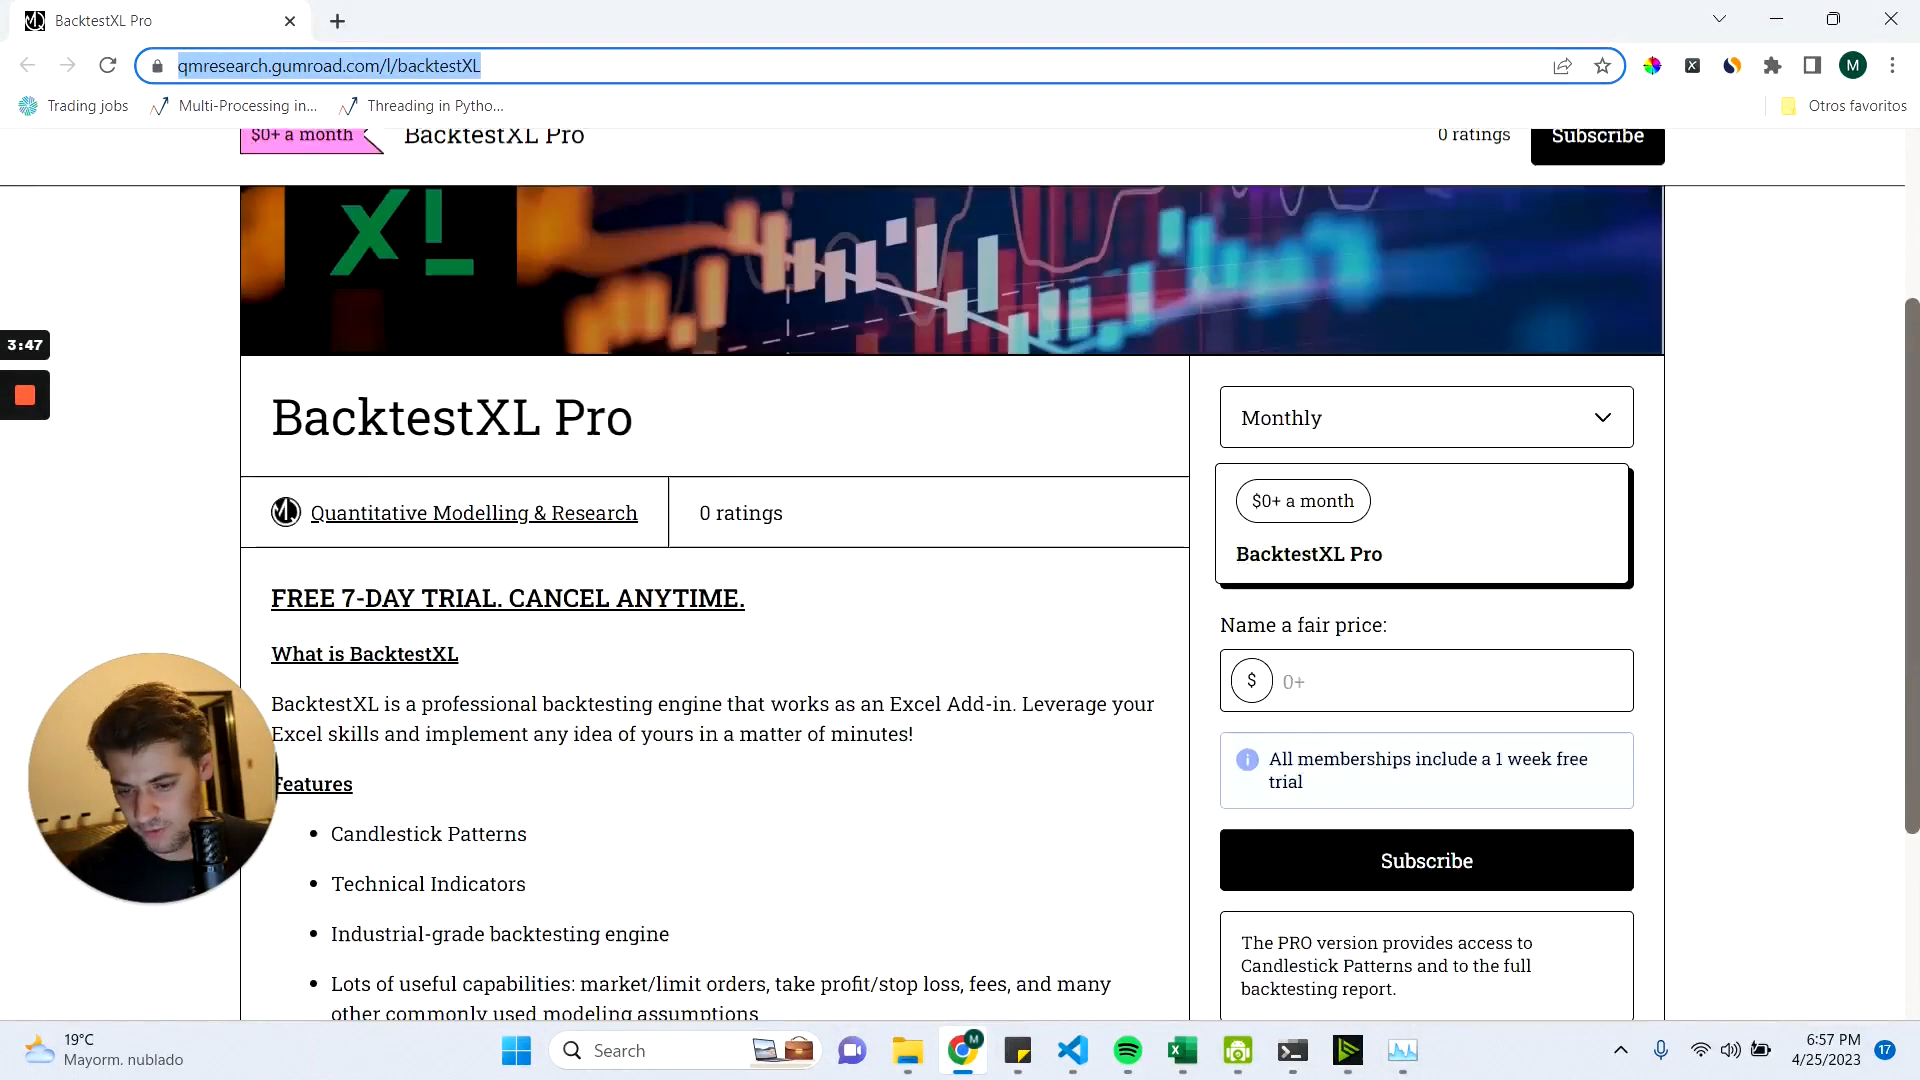 BacktestXL Pro
qmresearch.gumroad.com/l/backtestXL
M
Trading jobs
Multi-Processing in...
Threading in Pytho...
Otros favoritos
$0+ a month
BacktestXL Pro
0 ratings
Subscribe
XL
3:47
BacktestXL Pro
Monthly
$0+ a month
BacktestXL Pro
Quantitative Modelling & Research
0 ratings
FREE 7-DAY TRIAL. CANCEL ANYTIME.
What is BacktestXL
BacktestXL is a professional backtesting engine that works as an Excel Add-in. Leverage your
Excel skills and implement any idea of yours in a matter of minutes!
Features
• Candlestick Patterns
• Technical Indicators
• Industrial-grade backtesting engine
• Lots of useful capabilities: market/limit orders, take profit/stop loss, fees, and many
other commonly used modeling assumptions
Name a fair price:
$ 0+
All memberships include a 1 week free
trial
Subscribe
The PRO version provides access to
Candlestick Patterns and to the full
backtesting report.
19°C
Mayorm. nublado
Search
M
6:57 PM
4/25/2023
17